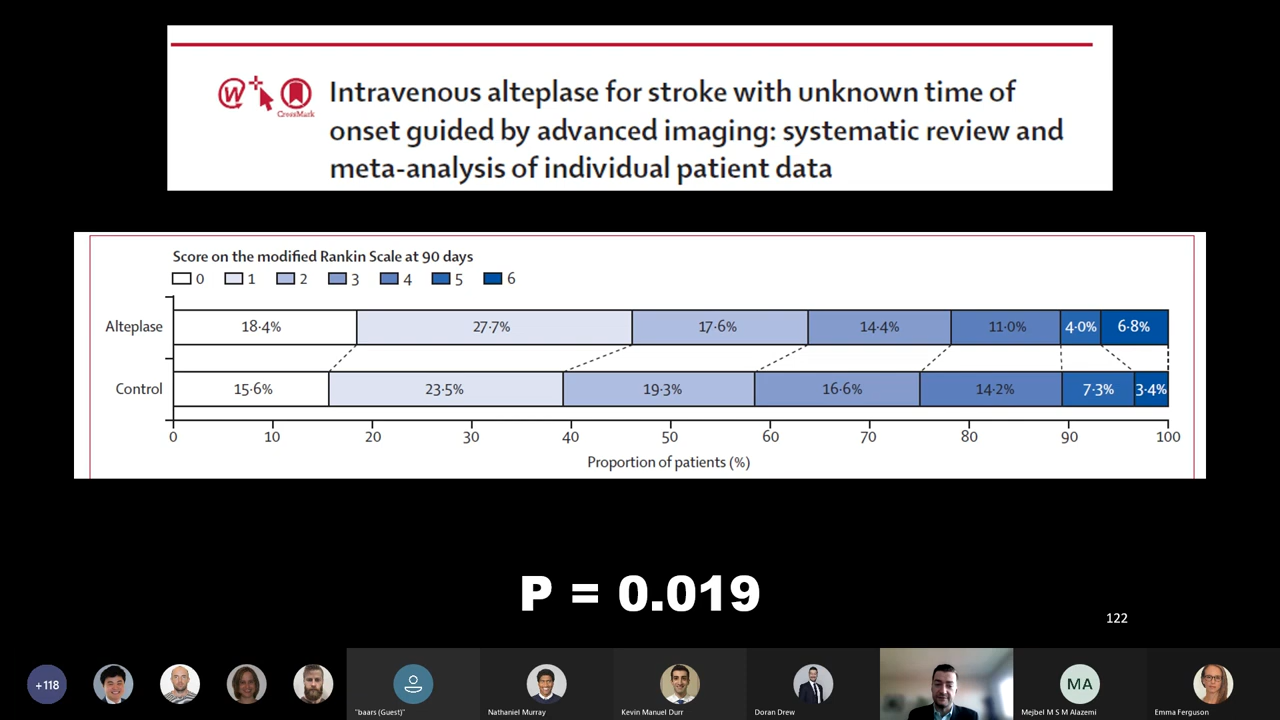 W
CrossMark
Intravenous alteplase for stroke with unknown time of
onset guided by advanced imaging: systematic review and
meta-analysis of individual patient data
Score on the modified Rankin Scale at 90 days
0 1 2 3 4 5 6
Alteplase 18·4% 27·7% 17·6% 14·4% 11·0% 4·0% 6·8%
Control 15·6% 23·5% 19·3% 16·6% 14·2% 7·3% 3·4%
0 10 20 30 40 50 60 70 80 90 100
Proportion of patients (%)
P = 0.019
122
+118
MA
"baars (Guest)" Nathaniel Murray Kevin Manuel Durr Doran Drew Mejbel M S M Alazemi Emma Ferguson